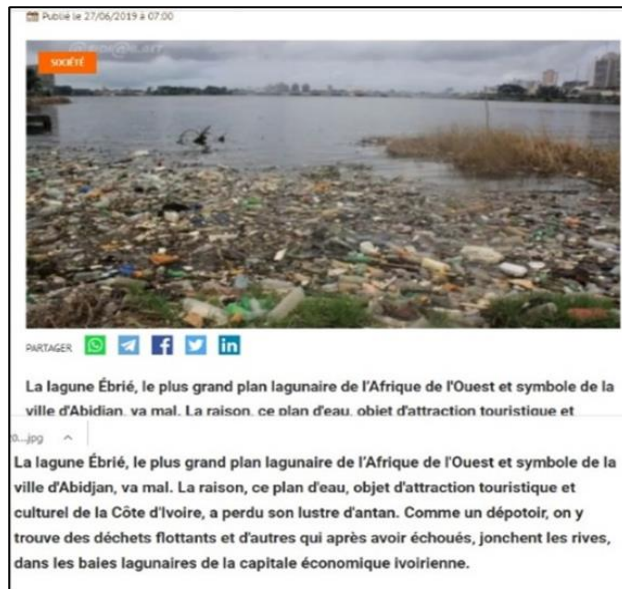 Publié le 27/06/2019 à 07:00
SOCIÉTÉ
PARTAGER
La lagune Ébrié, le plus grand plan lagunaire de l'Afrique de l'Ouest et symbole de la
ville d'Abidjan, va mal. La raison, ce plan d'eau, objet d'attraction touristique et
....jpg
La lagune Ébrié, le plus grand plan lagunaire de l'Afrique de l'Ouest et symbole de la
ville d'Abidjan, va mal. La raison, ce plan d'eau, objet d'attraction touristique et
culturel de la Côte d'Ivoire, a perdu son lustre d'antan. Comme un dépotoir, on y
trouve des déchets flottants et d'autres qui après avoir échoués, jonchent les rives,
dans les baies lagunaires de la capitale économique ivoirienne.